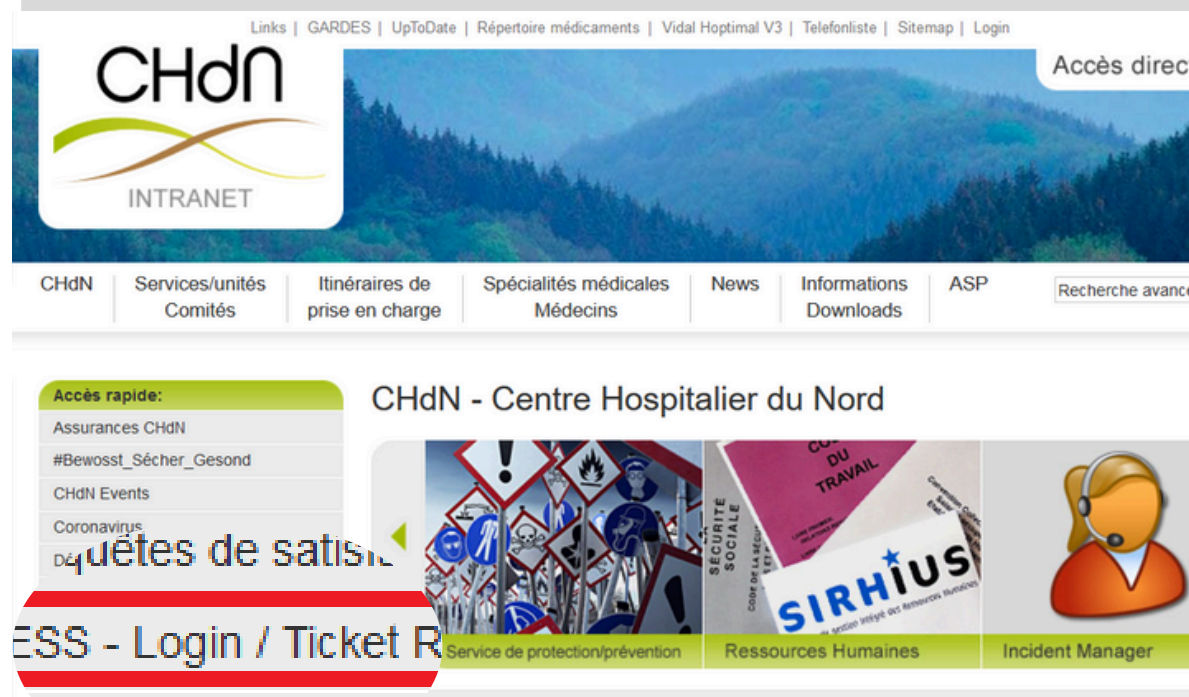 Links | GARDES | UpToDate | Répertoire médicaments | Vidal Hoptimal V3 | Telefonliste | Sitemap | Login
CHdN
INTRANET
Accès direct
CHdN
Services/unités
Comités
Itinéraires de
prise en charge
Spécialités médicales
Médecins
News
Informations
Downloads
ASP
Recherche avancé
Accès rapide:
Assurances CHdN
#Bewosst_Sécher_Gesond
CHdN Events
Coronavirus
quêtes de satis
ESS - Login / Ticket R
CHdN - Centre Hospitalier du Nord
SÉCURITÉ
SOCIALE
DU
TRAVAIL
SIRHIUS
Service de protection/prévention
Ressources Humaines
Incident Manager